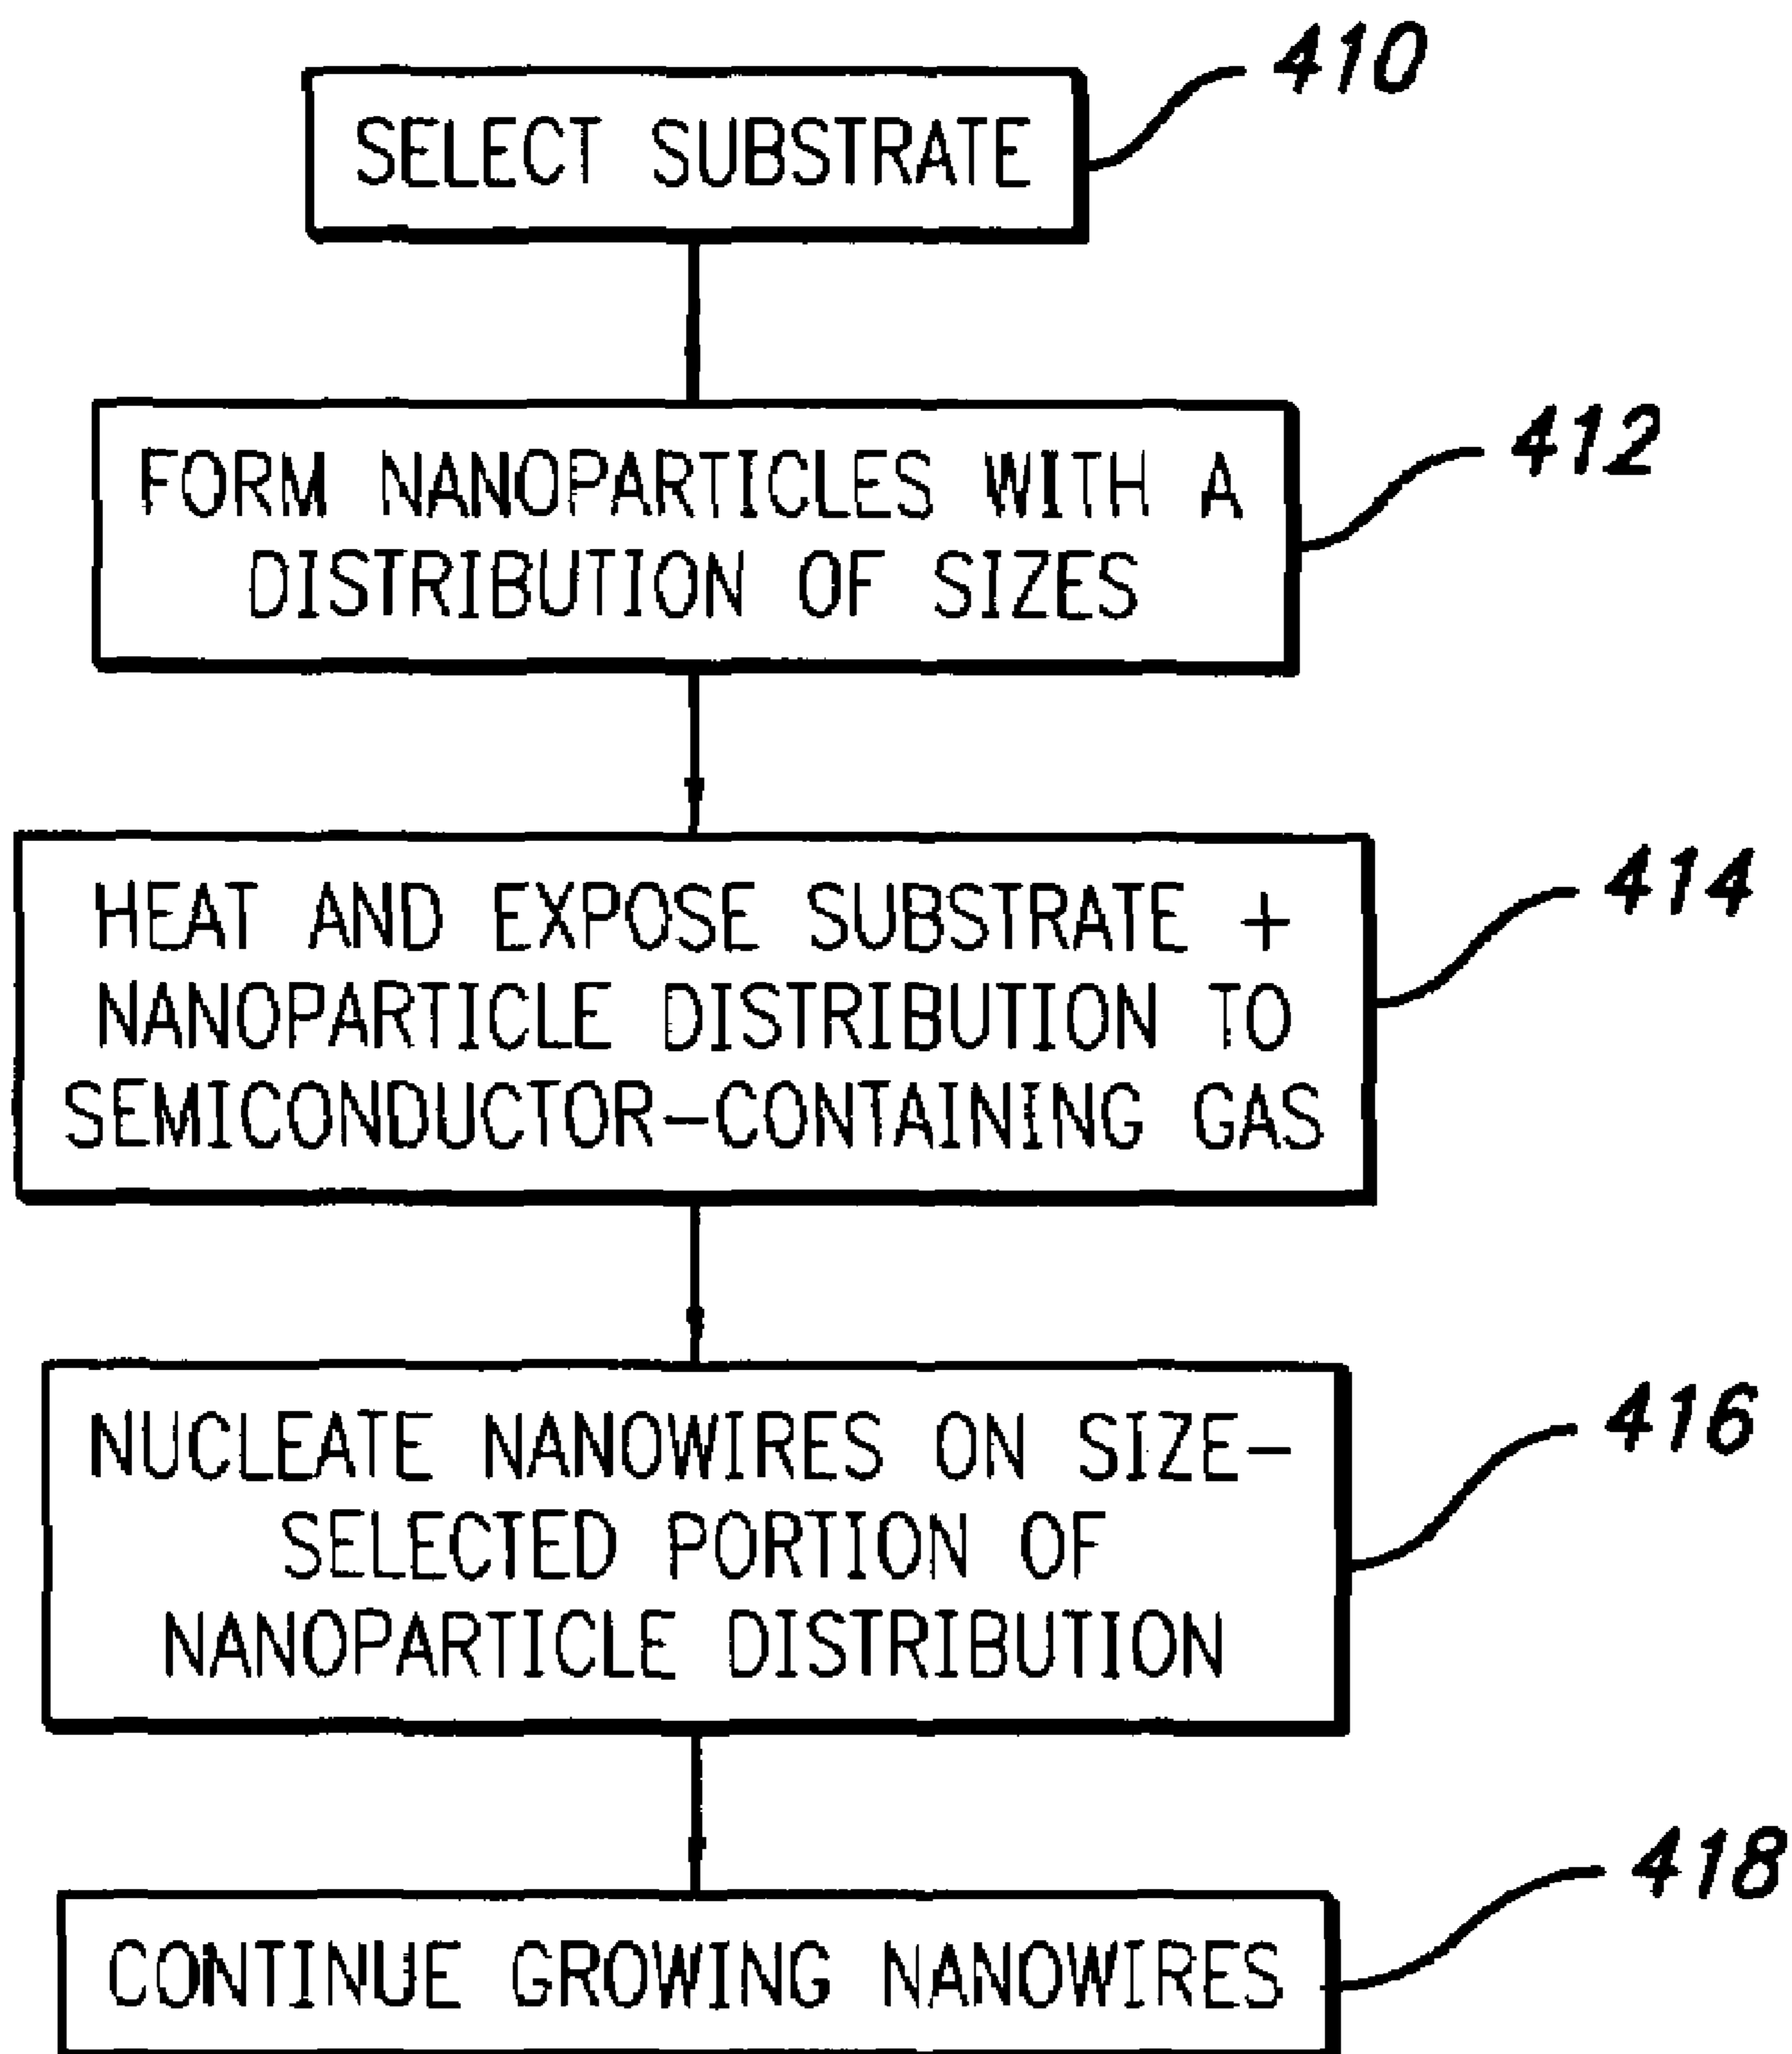 410
SELECT SUBSTRATE
412
FORM NANOPARTICLES WITH A
DISTRIBUTION OF SIZES
414
HEAT AND EXPOSE SUBSTRATE +
NANOPARTICLE DISTRIBUTION TO
SEMICONDUCTOR-CONTAINING GAS
416
NUCLEATE NANOWIRES ON SIZE-
SELECTED PORTION OF
NANOPARTICLE DISTRIBUTION
418
CONTINUE GROWING NANOWIRES